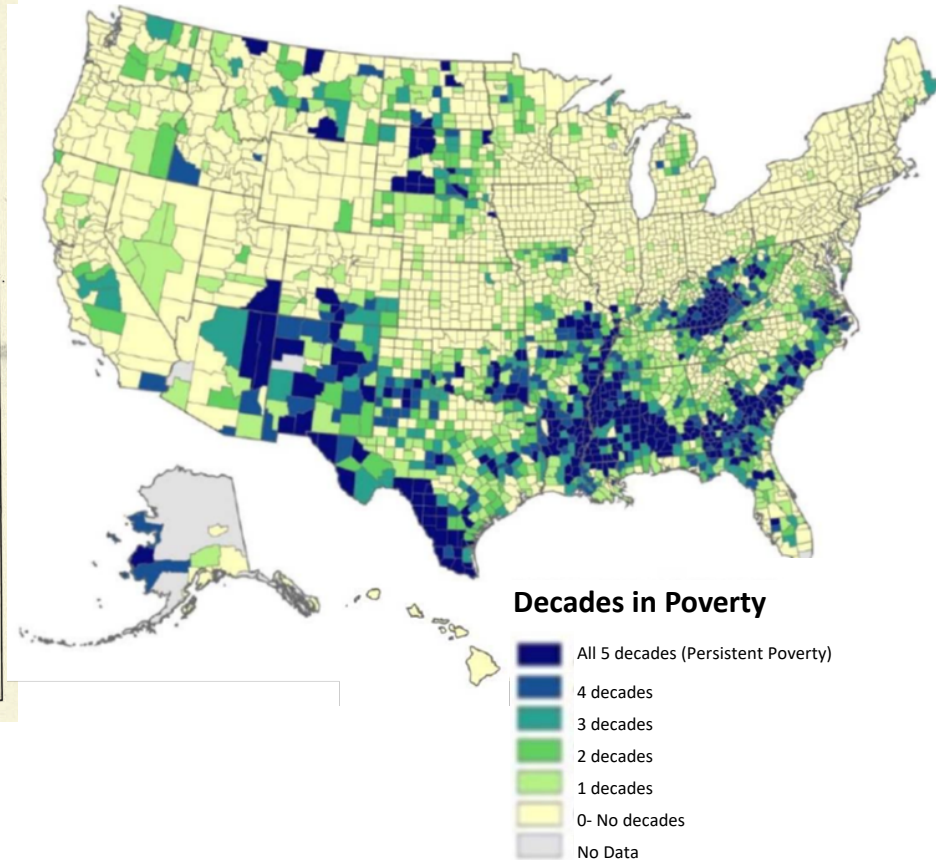 Decades in Poverty
All 5 decades (Persistent Poverty)
4 decades
3 decades
2 decades
1 decades
0- No decades
No Data